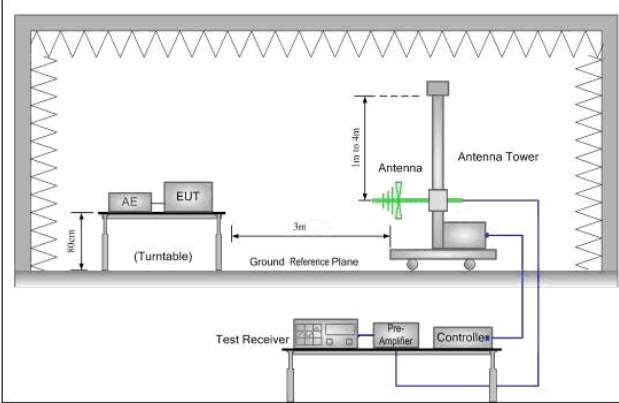 1m to 4m
Antenna
Antenna Tower
AE
EUT
80cm
(Turntable)
3m
Ground Reference Plane
Test Receiver
Pre-
Amplifier
Controller